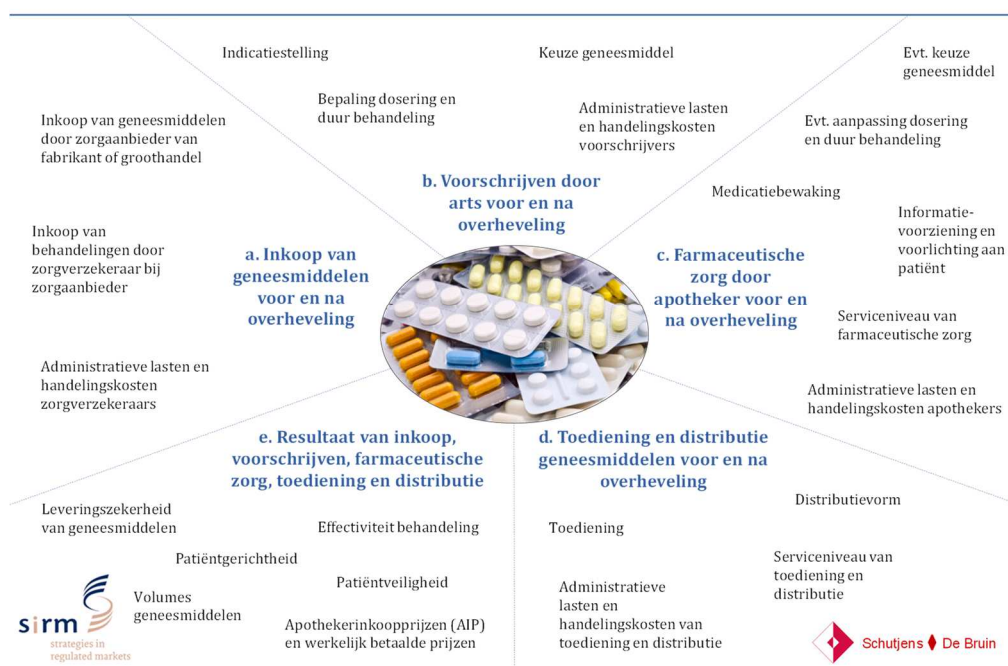 Indicatiestelling
Keuze geneesmiddel
Bepaling dosering en
duur behandeling
Administratieve lasten
en handelingskosten
voorschrijvers
b. Voorschrijven door
arts voor en na
overheveling
Inkoop van geneesmiddelen
door zorgaanbieder van
fabrikant of groothandel
Inkoop van
behandelingen door
zorgverzekeraar bij
zorgaanbieder
a. Inkoop van
geneesmiddelen
voor en na
overheveling
Administratieve lasten en
handelingskosten
zorgverzekeraars
Evt. keuze
geneesmiddel
Evt. aanpassing dosering
en duur behandeling
Medicatiebewaking
Informatie-
voorziening en
voorlichting aan
patiënt
c. Farmaceutische
zorg door
apotheker voor en
na overheveling
Serviceniveau van
farmaceutische zorg
Administratieve lasten en
handelingskosten apothekers
e. Resultaat van inkoop,
voorschrijven, farmaceutische
zorg, toediening en distributie
Leveringszekerheid
van geneesmiddelen
Effectiviteit behandeling
Patiëntgerichtheid
Patiëntveiligheid
Volumes
geneesmiddelen
Apothekerinkoopprijzen (AIP)
en werkelijk betaalde prijzen
d. Toediening en distributie
geneesmiddelen voor en na
overheveling
Distributievorm
Toediening
Serviceniveau van
toediening en
distributie
Administratieve
lasten en
handelingskosten van
toediening en distributie
sirm
strategies in
regulated markets
Schutjens De Bruin